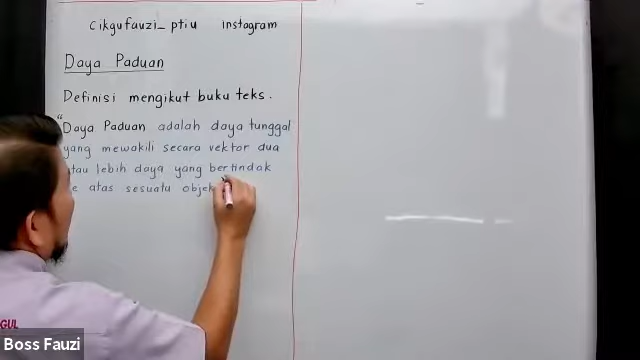 cikgufauzi_ptiu instagram
Daya Paduan
Definisi mengikut buku teks.
"Daya Paduan adalah daya tunggal
yang mewakili secara vektor dua
atau lebih daya yang bertindak
ke atas sesuatu objek
GUL
Boss Fauzi